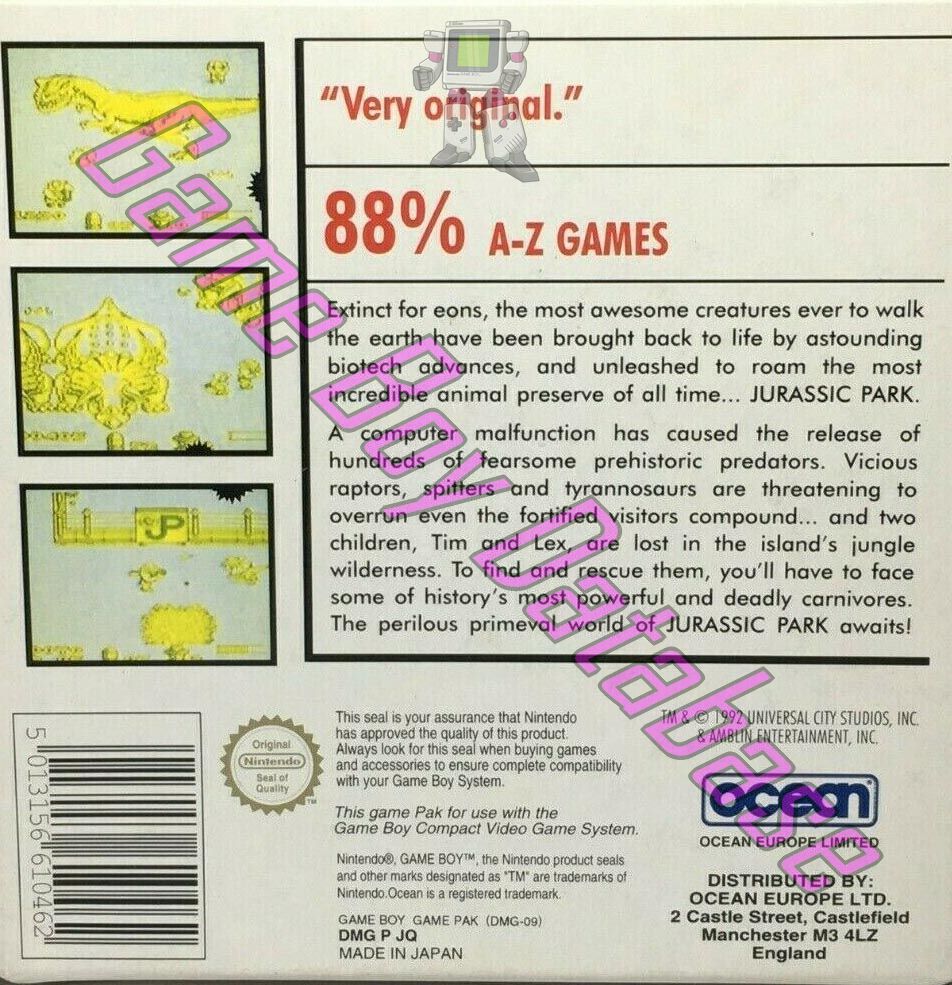 "Very original."
88% A-Z GAMES
Extinct for eons, the most awesome creatures ever to walk
the earth have been brought back to life by astounding
biotech advances, and unleashed to roam the most
incredible animal preserve of all time... JURASSIC PARK.
A computer malfunction has caused the release of
hundreds of fearsome prehistoric predators. Vicious
raptors, spitters and tyrannosaurs are threatening to
overrun even the fortified visitors compound... and two
children, Tim and Lex, are lost in the island's jungle
wilderness. To find and rescue them, you'll have to face
some of history's most powerful and deadly carnivores.
The perilous primeval world of JURASSIC PARK awaits!
JP
Game Boy Database
5 013156 610462
Original
Nintendo
Seal of
Quality
TM
This seal is your assurance that Nintendo
has approved the quality of this product.
Always look for this seal when buying games
and accessories to ensure complete compatibility
with your Game Boy System.
This game Pak for use with the
Game Boy Compact Video Game System.
Nintendo®, GAME BOY™, the Nintendo product seals
and other marks designated as "TM" are trademarks of
Nintendo.Ocean is a registered trademark.
GAME BOY GAME PAK (DMG-09)
DMG P JQ
MADE IN JAPAN
TM & © 1992 UNIVERSAL CITY STUDIOS, INC.
& AMBLIN ENTERTAINMENT, INC.
ocean
OCEAN EUROPE LIMITED
DISTRIBUTED BY:
OCEAN EUROPE LTD.
2 Castle Street, Castlefield
Manchester M3 4LZ
England